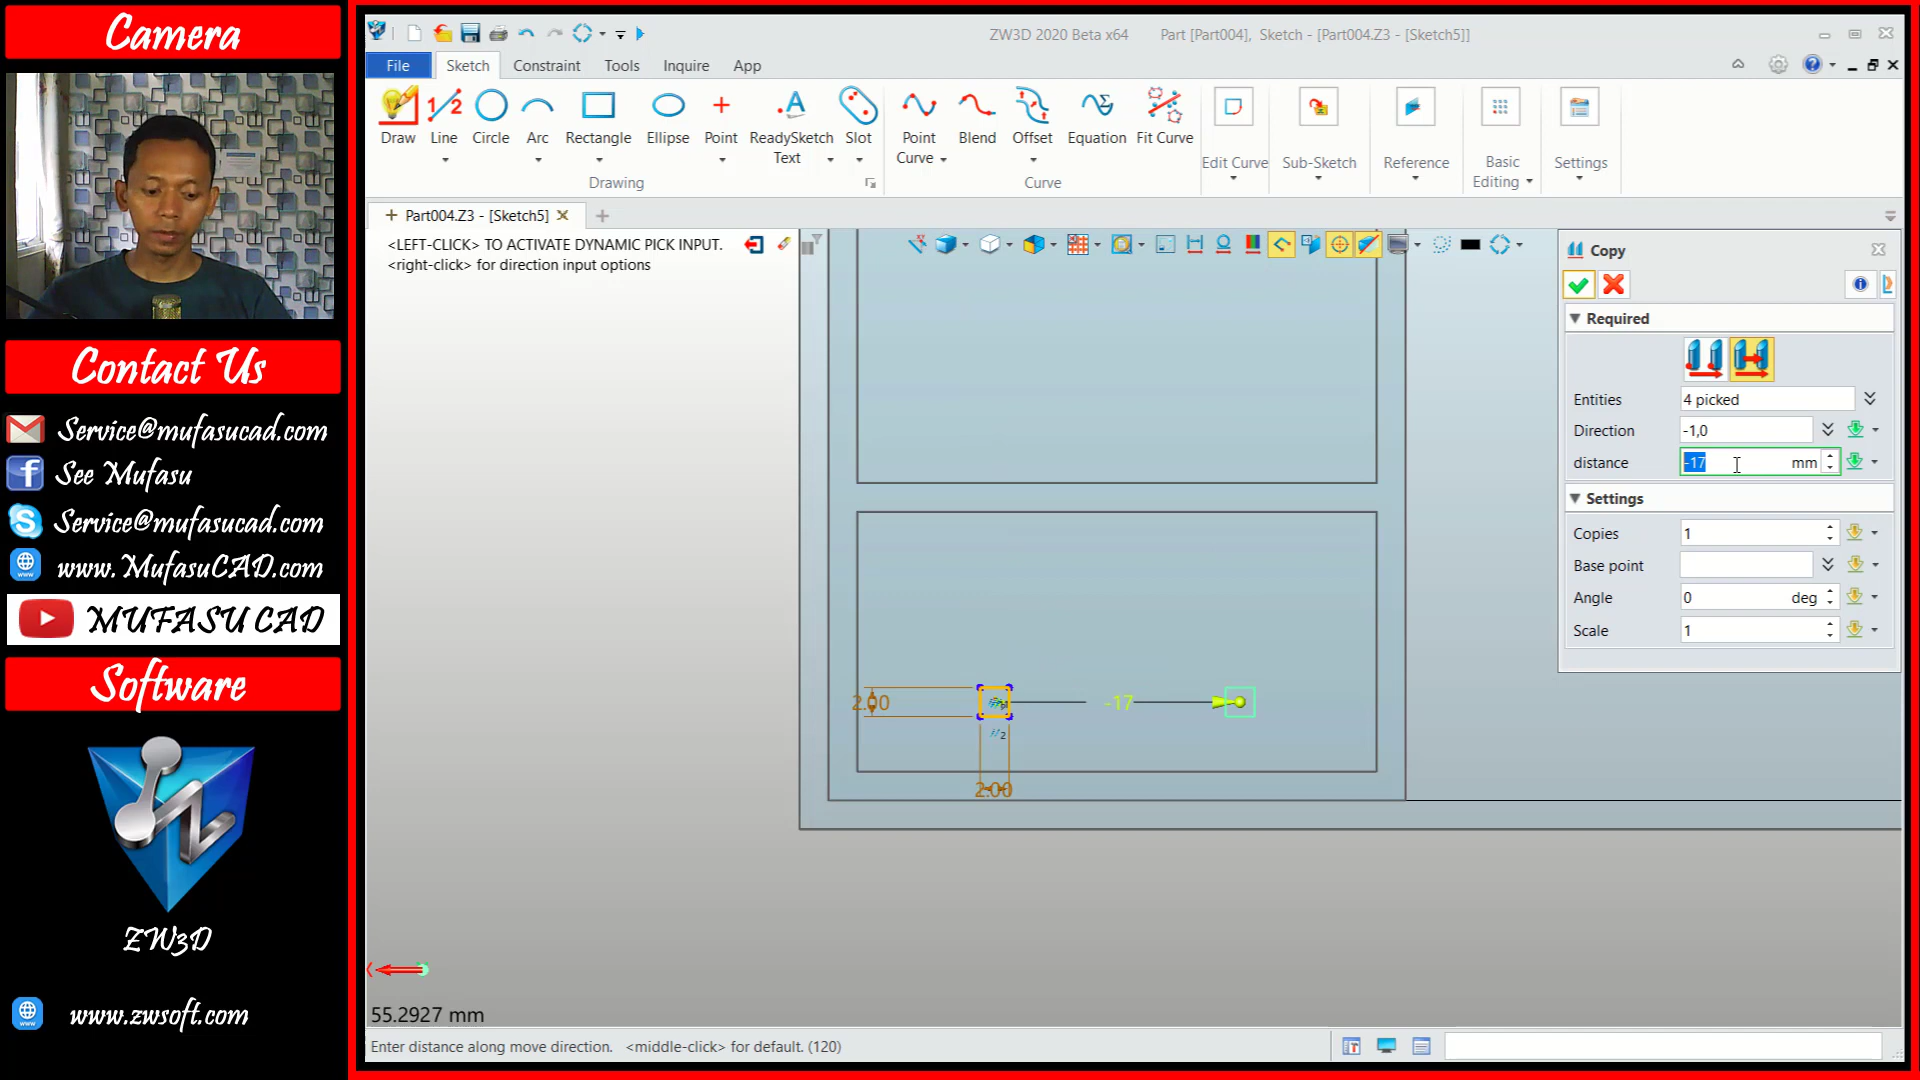 Camera
Contact Us
Service@mufasucad.com
See Mufasu
Service@mufasucad.com
www.MufasuCAD.com
MUFASU CAD
Software
ZW3D
www.zwsoft.com
ZW3D 2020 Beta x64 Part [Part004], Sketch - [Part004.Z3 - [Sketch5]]
File Sketch Constraint Tools Inquire App
Draw Line Circle Arc Rectangle Ellipse Point ReadySketch Text Slot
Drawing
Point Curve Blend Offset Equation Fit Curve
Curve
Edit Curve Sub-Sketch Reference Basic Editing Settings
Part004.Z3 - [Sketch5]
<LEFT-CLICK> TO ACTIVATE DYNAMIC PICK INPUT.
<right-click> for direction input options
Copy
Required
Entities 4 picked
Direction -1,0
distance -17 mm
Settings
Copies 1
Base point
Angle 0 deg
Scale 1
2.00
-17
2.00
55.2927 mm
Enter distance along move direction. <middle-click> for default. (120)